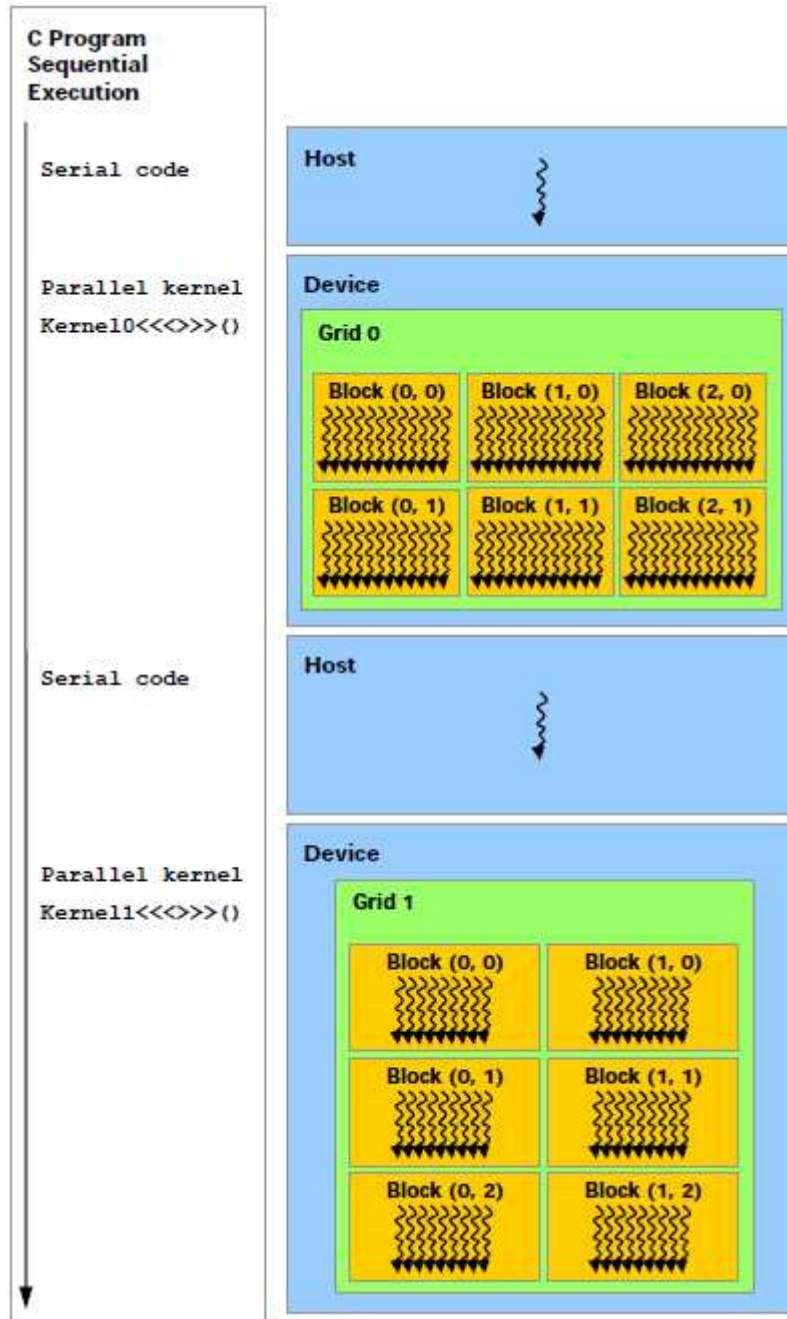 C Program
Sequential
Execution
Serial code
Host
Parallel kernel
Kernel0<<<>>>()
Device
Grid 0
Block (0, 0)
Block (1, 0)
Block (2, 0)
Block (0, 1)
Block (1, 1)
Block (2, 1)
Serial code
Host
Parallel kernel
Kernel1<<<>>>()
Device
Grid 1
Block (0, 0)
Block (1, 0)
Block (0, 1)
Block (1, 1)
Block (0, 2)
Block (1, 2)